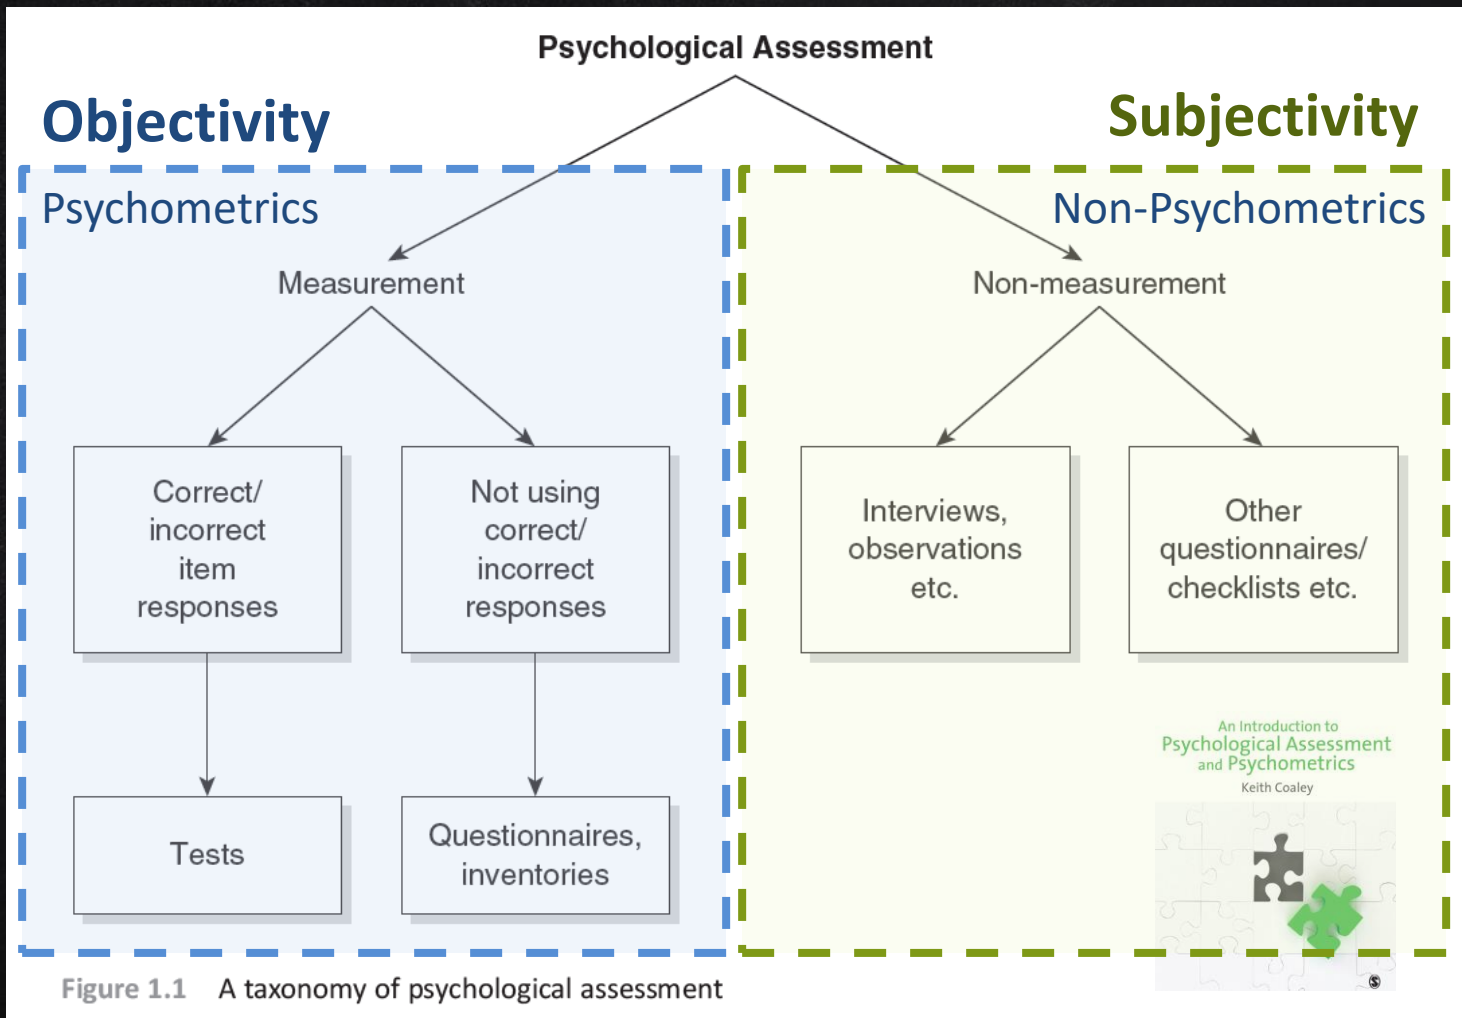 Psychological Assessment
Objectivity
Subjectivity
Psychometrics
Non-Psychometrics
Measurement
Non-measurement
Correct/
incorrect
item
responses
Not using
correct/
incorrect
responses
Interviews,
observations
etc.
Other
questionnaires/
checklists etc.
Tests
Questionnaires,
inventories
An Introduction to
Psychological Assessment
and Psychometrics
Keith Coaley
Figure 1.1 A taxonomy of psychological assessment